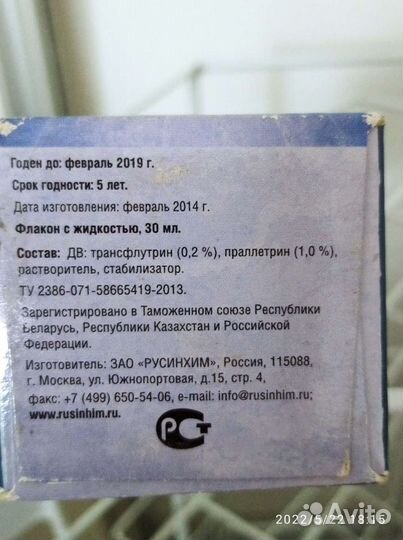 Годен до: февраль 2019 г.
Срок годности: 5 лет.
Дата изготовления: февраль 2014 г.
Флакон с жидкостью, 30 мл.
Состав: ДВ: трансфлутрин (0,2 %), праллетрин (1,0 %),
растворитель, стабилизатор.
ТУ 2386-071-58665419-2013.
Зарегистрировано в Таможенном союзе Республики
Беларусь, Республики Казахстан и Российской
Федерации.
Изготовитель: ЗАО «РУСИНХИМ», Россия, 115088,
г. Москва, ул. Южнопортовая, д.15, стр. 4,
факс: +7 (499) 650-54-06, e-mail: info@rusinhim.ru,
www.rusinhim.ru.
РСТ
2022/5/22 18:15
Avito